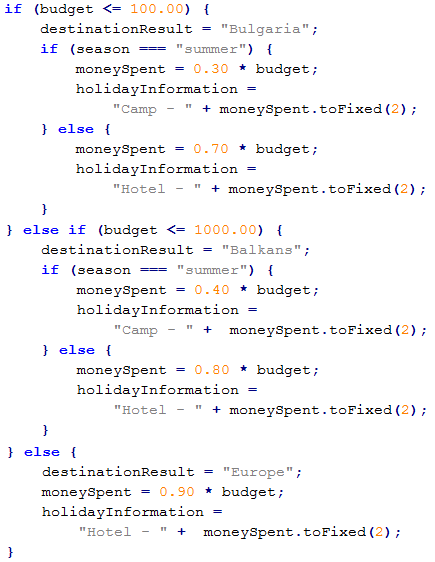 if (budget <= 100.00) {
    destinationResult = "Bulgaria";
    if (season === "summer") {
        moneySpent = 0.30 * budget;
        holidayInformation =
            "Camp - " + moneySpent.toFixed(2);
    } else {
        moneySpent = 0.70 * budget;
        holidayInformation =
            "Hotel - " + moneySpent.toFixed(2);
    }
} else if (budget <= 1000.00) {
    destinationResult = "Balkans";
    if (season === "summer") {
        moneySpent = 0.40 * budget;
        holidayInformation =
            "Camp - " +  moneySpent.toFixed(2);
    } else {
        moneySpent = 0.80 * budget;
        holidayInformation =
            "Hotel - " + moneySpent.toFixed(2);
    }
} else {
    destinationResult = "Europe";
    moneySpent = 0.90 * budget;
    holidayInformation =
        "Hotel - " +  moneySpent.toFixed(2);
}